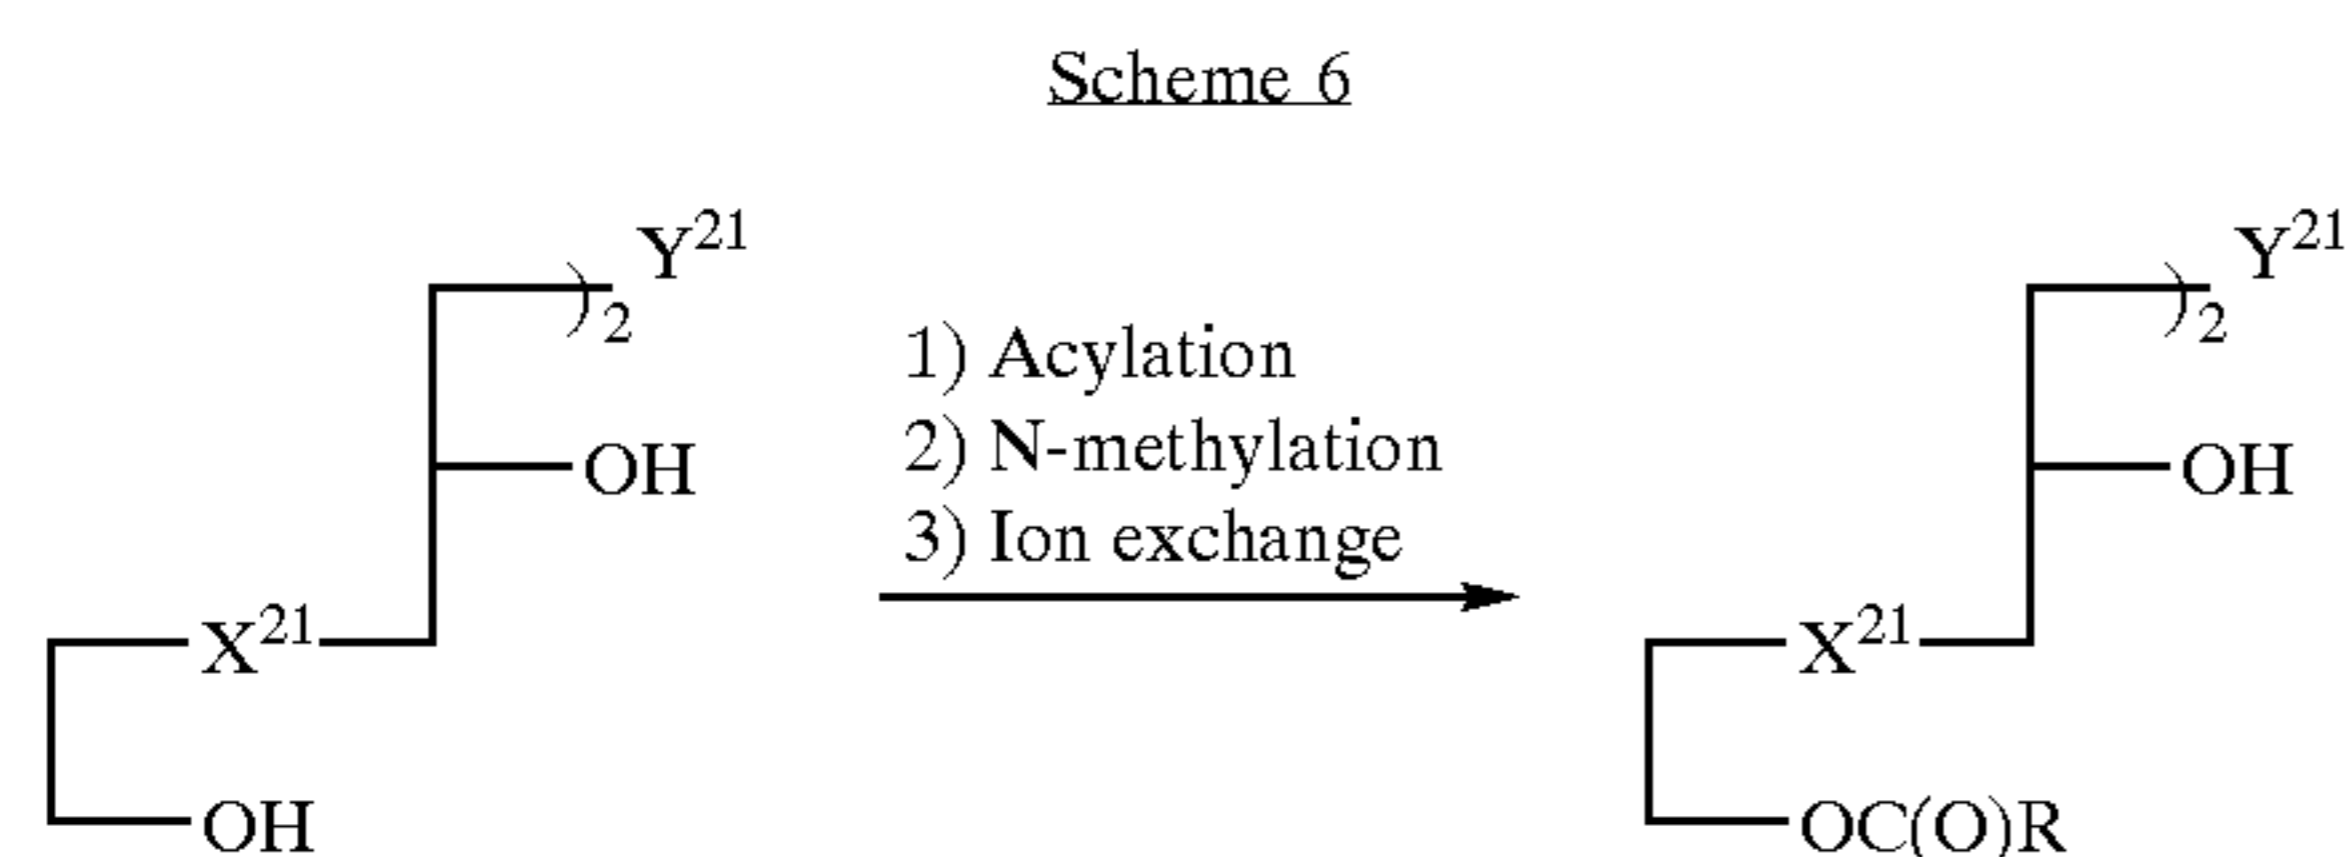 Scheme 6
Y21
)2
OH
X21
OH
1) Acylation
2) N-methylation
3) Ion exchange
Y21
)2
OH
X21
OC(O)R